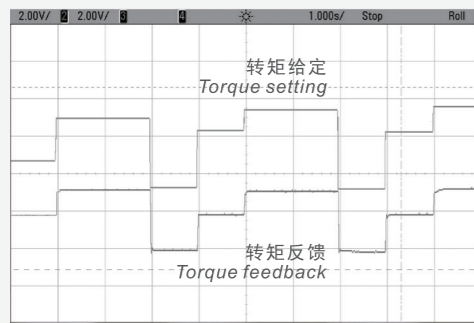 2.00V/ 2 2.00V/ 3 4 1.000s/ Stop Roll
转矩给定
Torque setting
转矩反馈
Torque feedback